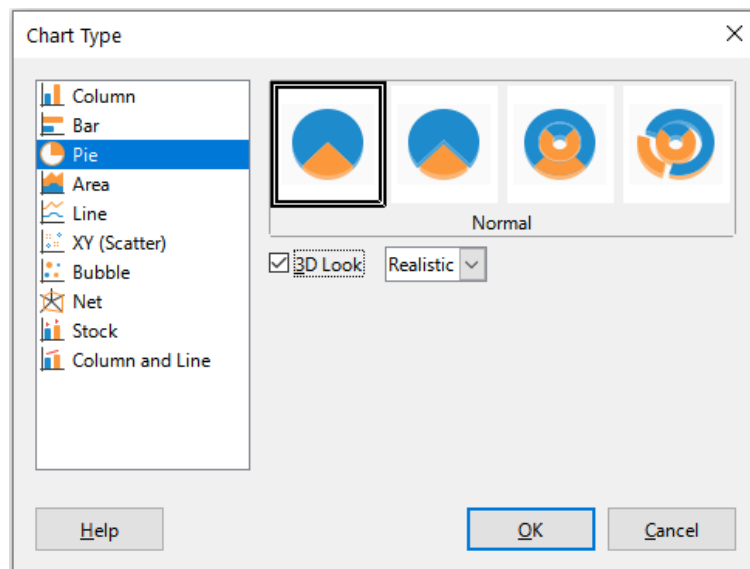 Chart Type
Column
Bar
Pie
Area
Line
XY (Scatter)
Bubble
Net
Stock
Column and Line
Normal
3D Look
Realistic
Help
OK
Cancel